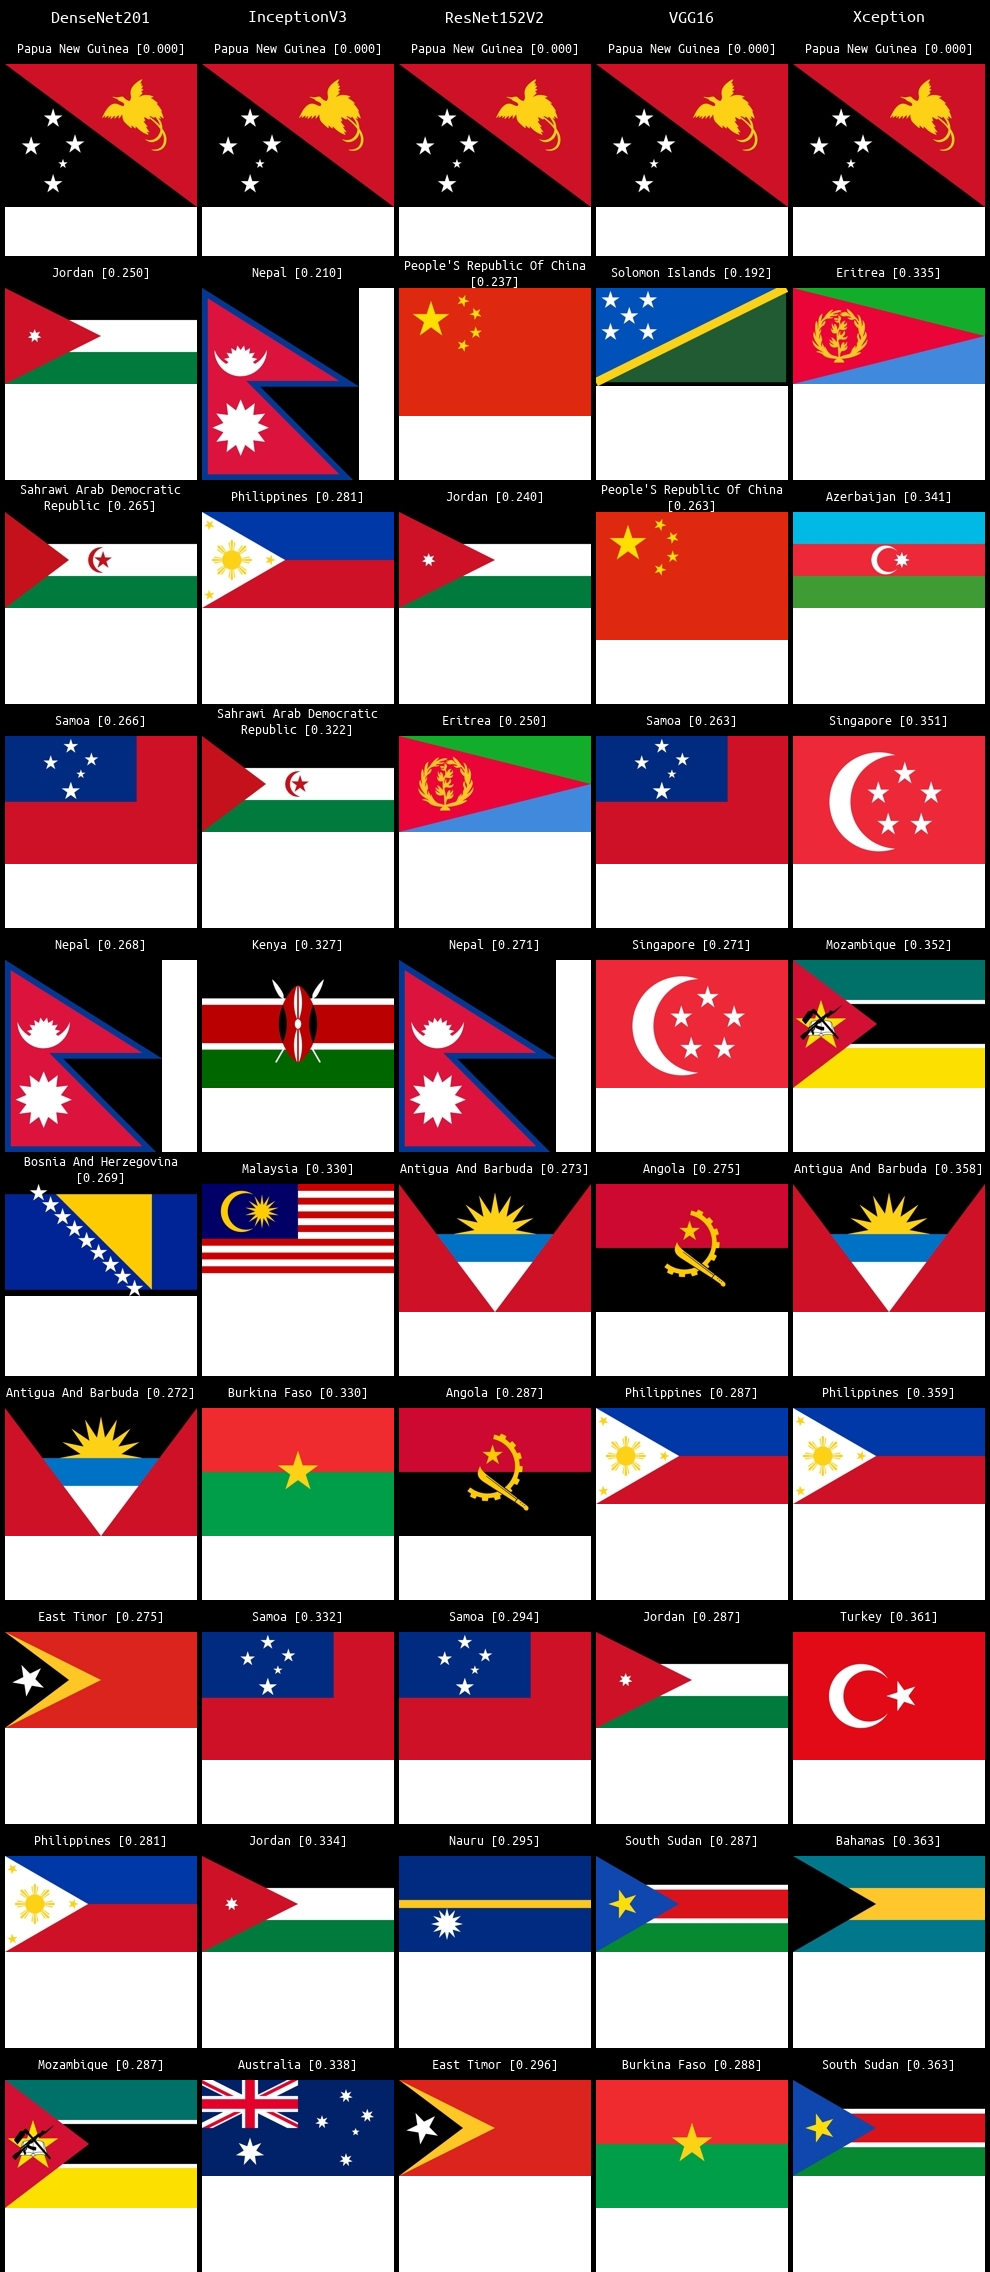 DenseNet201 InceptionV3 ResNet152V2 VGG16 Xception
Papua New Guinea [0.000] Papua New Guinea [0.000] Papua New Guinea [0.000] Papua New Guinea [0.000] Papua New Guinea [0.000]
Jordan [0.250] Nepal [0.210] People'S Republic Of China Solomon Islands [0.192] Eritrea [0.335]
[0.237]
Sahrawi Arab Democratic Philippines [0.281] Jordan [0.240] People'S Republic Of China Azerbaijan [0.341]
Republic [0.265] [0.263]
Samoa [0.266] Sahrawi Arab Democratic Eritrea [0.250] Samoa [0.263] Singapore [0.351]
Republic [0.322]
Nepal [0.268] Kenya [0.327] Nepal [0.271] Singapore [0.271] Mozambique [0.352]
Bosnia And Herzegovina Malaysia [0.330] Antigua And Barbuda [0.273] Angola [0.275] Antigua And Barbuda [0.358]
[0.269]
Antigua And Barbuda [0.272] Burkina Faso [0.330] Angola [0.287] Philippines [0.287] Philippines [0.359]
East Timor [0.275] Samoa [0.332] Samoa [0.294] Jordan [0.287] Turkey [0.361]
Philippines [0.281] Jordan [0.334] Nauru [0.295] South Sudan [0.287] Bahamas [0.363]
Mozambique [0.287] Australia [0.338] East Timor [0.296] Burkina Faso [0.288] South Sudan [0.363]